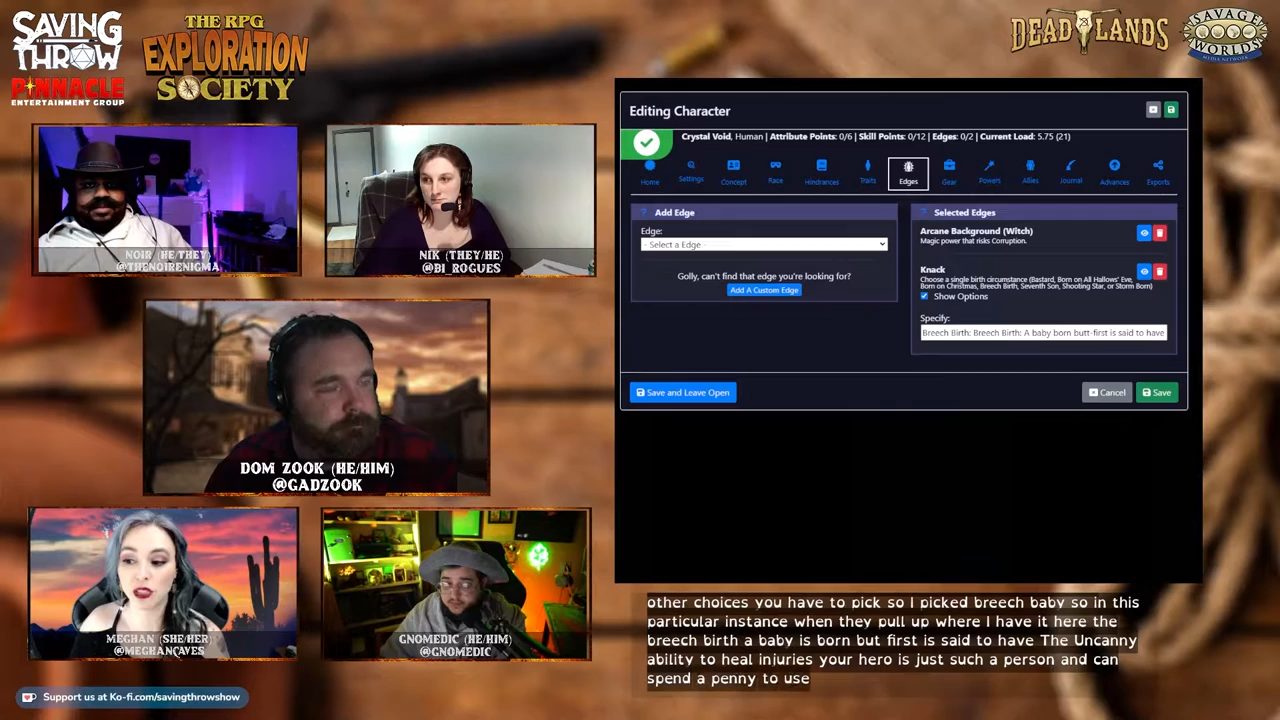 SAVING
THROW
PINNACLE
ENTERTAINMENT GROUP
THE RPG
EXPLORATION
SOCIETY
DEADLANDS
SAVAGE
WORLDS
MEDIA NETWORK
NOIR (HE/THEY)
@THENOIRENIGMA
NIK (THEY/HE)
@BI_ROGUES
DOM ZOOK (HE/HIM)
@GADZOOK
MEGHAN (SHE/HER)
@MEGHANCAVES
GNOMEDIC (HE/HIM)
@GNOMEDIC
Support us at Ko-fi.com/savingthrowshow
Editing Character
Crystal Void, Human | Attribute Points: 0/6 | Skill Points: 0/12 | Edges: 0/2 | Current Load: 5.75 (21)
Home Settings Concept Race Hindrances Traits Edges Gear Powers Allies Journal Advances Exports
? Add Edge
Edge:
- Select a Edge -
Golly, can't find that edge you're looking for?
Add A Custom Edge
? Selected Edges
Arcane Background (Witch)
Magic power that risks Corruption.
Knack
Choose a single birth circumstance (Bastard, Born on All Hallows' Eve,
Born on Christmas, Breech Birth, Seventh Son, Shooting Star, or Storm Born)
Show Options
Specify:
Breech Birth: Breech Birth: A baby born butt-first is said to have
Save and Leave Open
Cancel
Save
other choices you have to pick so I picked breech baby so in this
particular instance when they pull up where I have it here the
breech birth a baby is born but first is said to have The Uncanny
ability to heal injuries your hero is just such a person and can
spend a penny to use